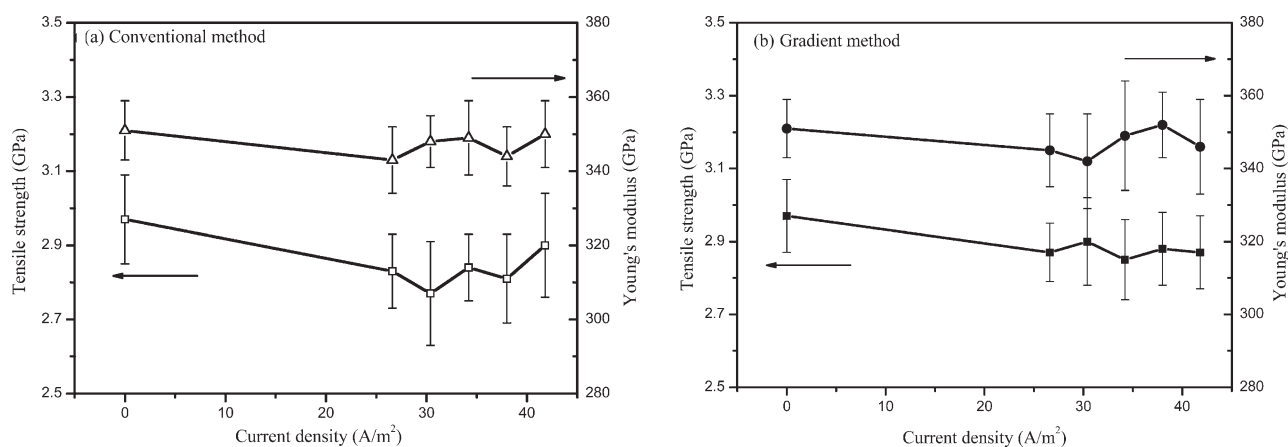 (a) Conventional method
3.5
3.3
3.1
2.9
2.7
2.5
Tensile strength (GPa)
380
360
340
320
300
280
Young's modulus (GPa)
0 10 20 30 40
Current density (A/m²)
(b) Gradient method
3.5
3.3
3.1
2.9
2.7
2.5
Tensile strength (GPa)
380
360
340
320
300
280
Young's modulus (GPa)
0 10 20 30 40
Current density (A/m²)